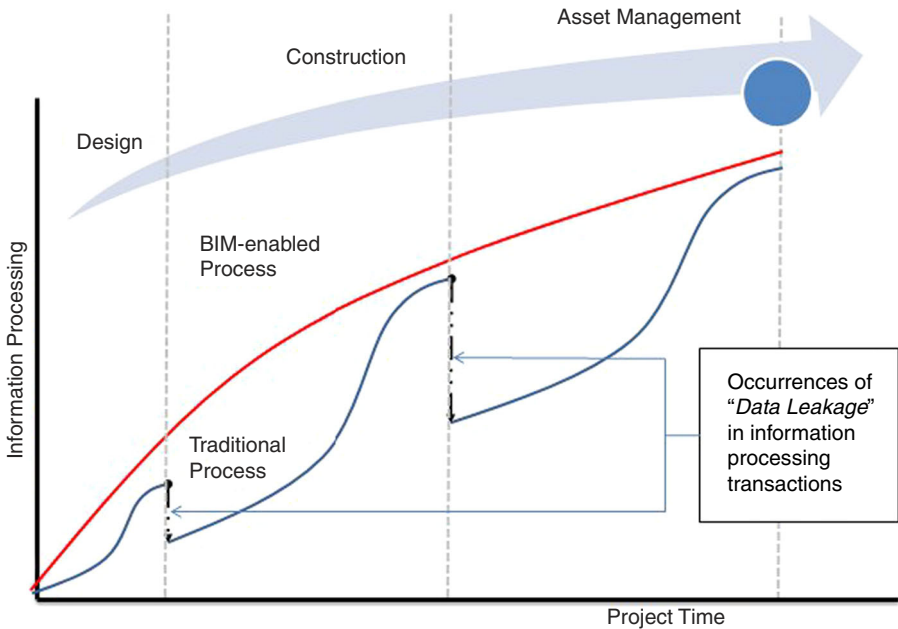 Asset Management
Construction
Design
BIM-enabled
Process
Traditional
Process
Occurrences of
“Data Leakage”
in information
processing
transactions
Information Processing
Project Time